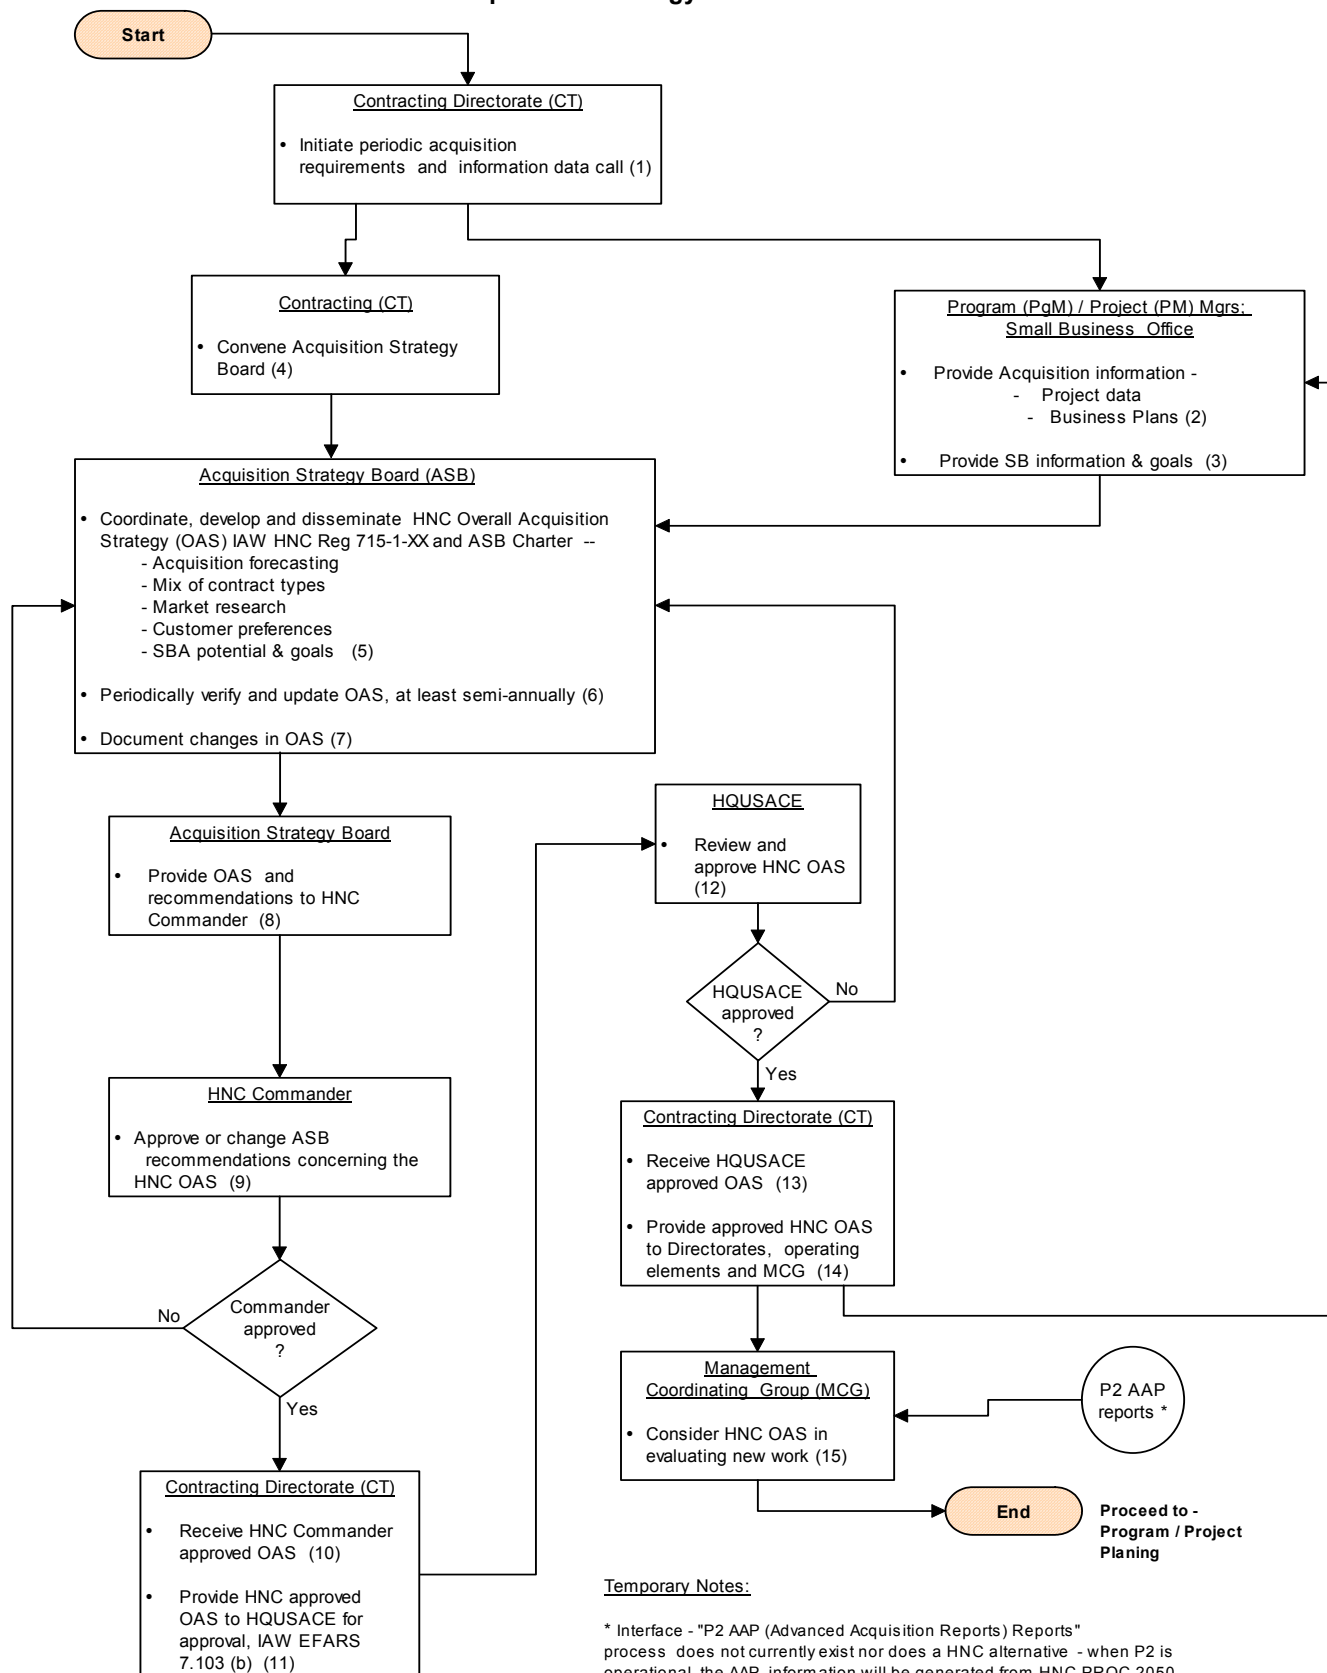 Start
Contracting Directorate (CT)
• Initiate periodic acquisition
requirements and information data call (1)
Contracting (CT)
• Convene Acquisition Strategy
Board (4)
Program (PgM) / Project (PM) Mgrs;
Small Business Office
• Provide Acquisition information -
- Project data
- Business Plans (2)
• Provide SB information & goals (3)
Acquisition Strategy Board (ASB)
• Coordinate, develop and disseminate HNC Overall Acquisition
Strategy (OAS) IAW HNC Reg 715-1-XX and ASB Charter --
- Acquisition forecasting
- Mix of contract types
- Market research
- Customer preferences
- SBA potential & goals (5)
• Periodically verify and update OAS, at least semi-annually (6)
• Document changes in OAS (7)
Acquisition Strategy Board
• Provide OAS and
recommendations to HNC
Commander (8)
HNC Commander
• Approve or change ASB
recommendations concerning the
HNC OAS (9)
Commander
approved
?
No
Yes
Contracting Directorate (CT)
• Receive HNC Commander
approved OAS (10)
• Provide HNC approved
OAS to HQUSACE for
approval, IAW EFARS
7.103 (b) (11)
HQUSACE
• Review and
approve HNC OAS
(12)
HQUSACE
approved
?
No
Yes
Contracting Directorate (CT)
• Receive HQUSACE
approved OAS (13)
• Provide approved HNC OAS
to Directorates, operating
elements and MCG (14)
Management
Coordinating Group (MCG)
• Consider HNC OAS in
evaluating new work (15)
P2 AAP
reports *
End
Proceed to -
Program / Project
Planing
Temporary Notes:
* Interface - "P2 AAP (Advanced Acquisition Reports) Reports"
process does not currently exist nor does a HNC alternative - when P2 is
operational the AAP information will be generated from HNC PROC 2050